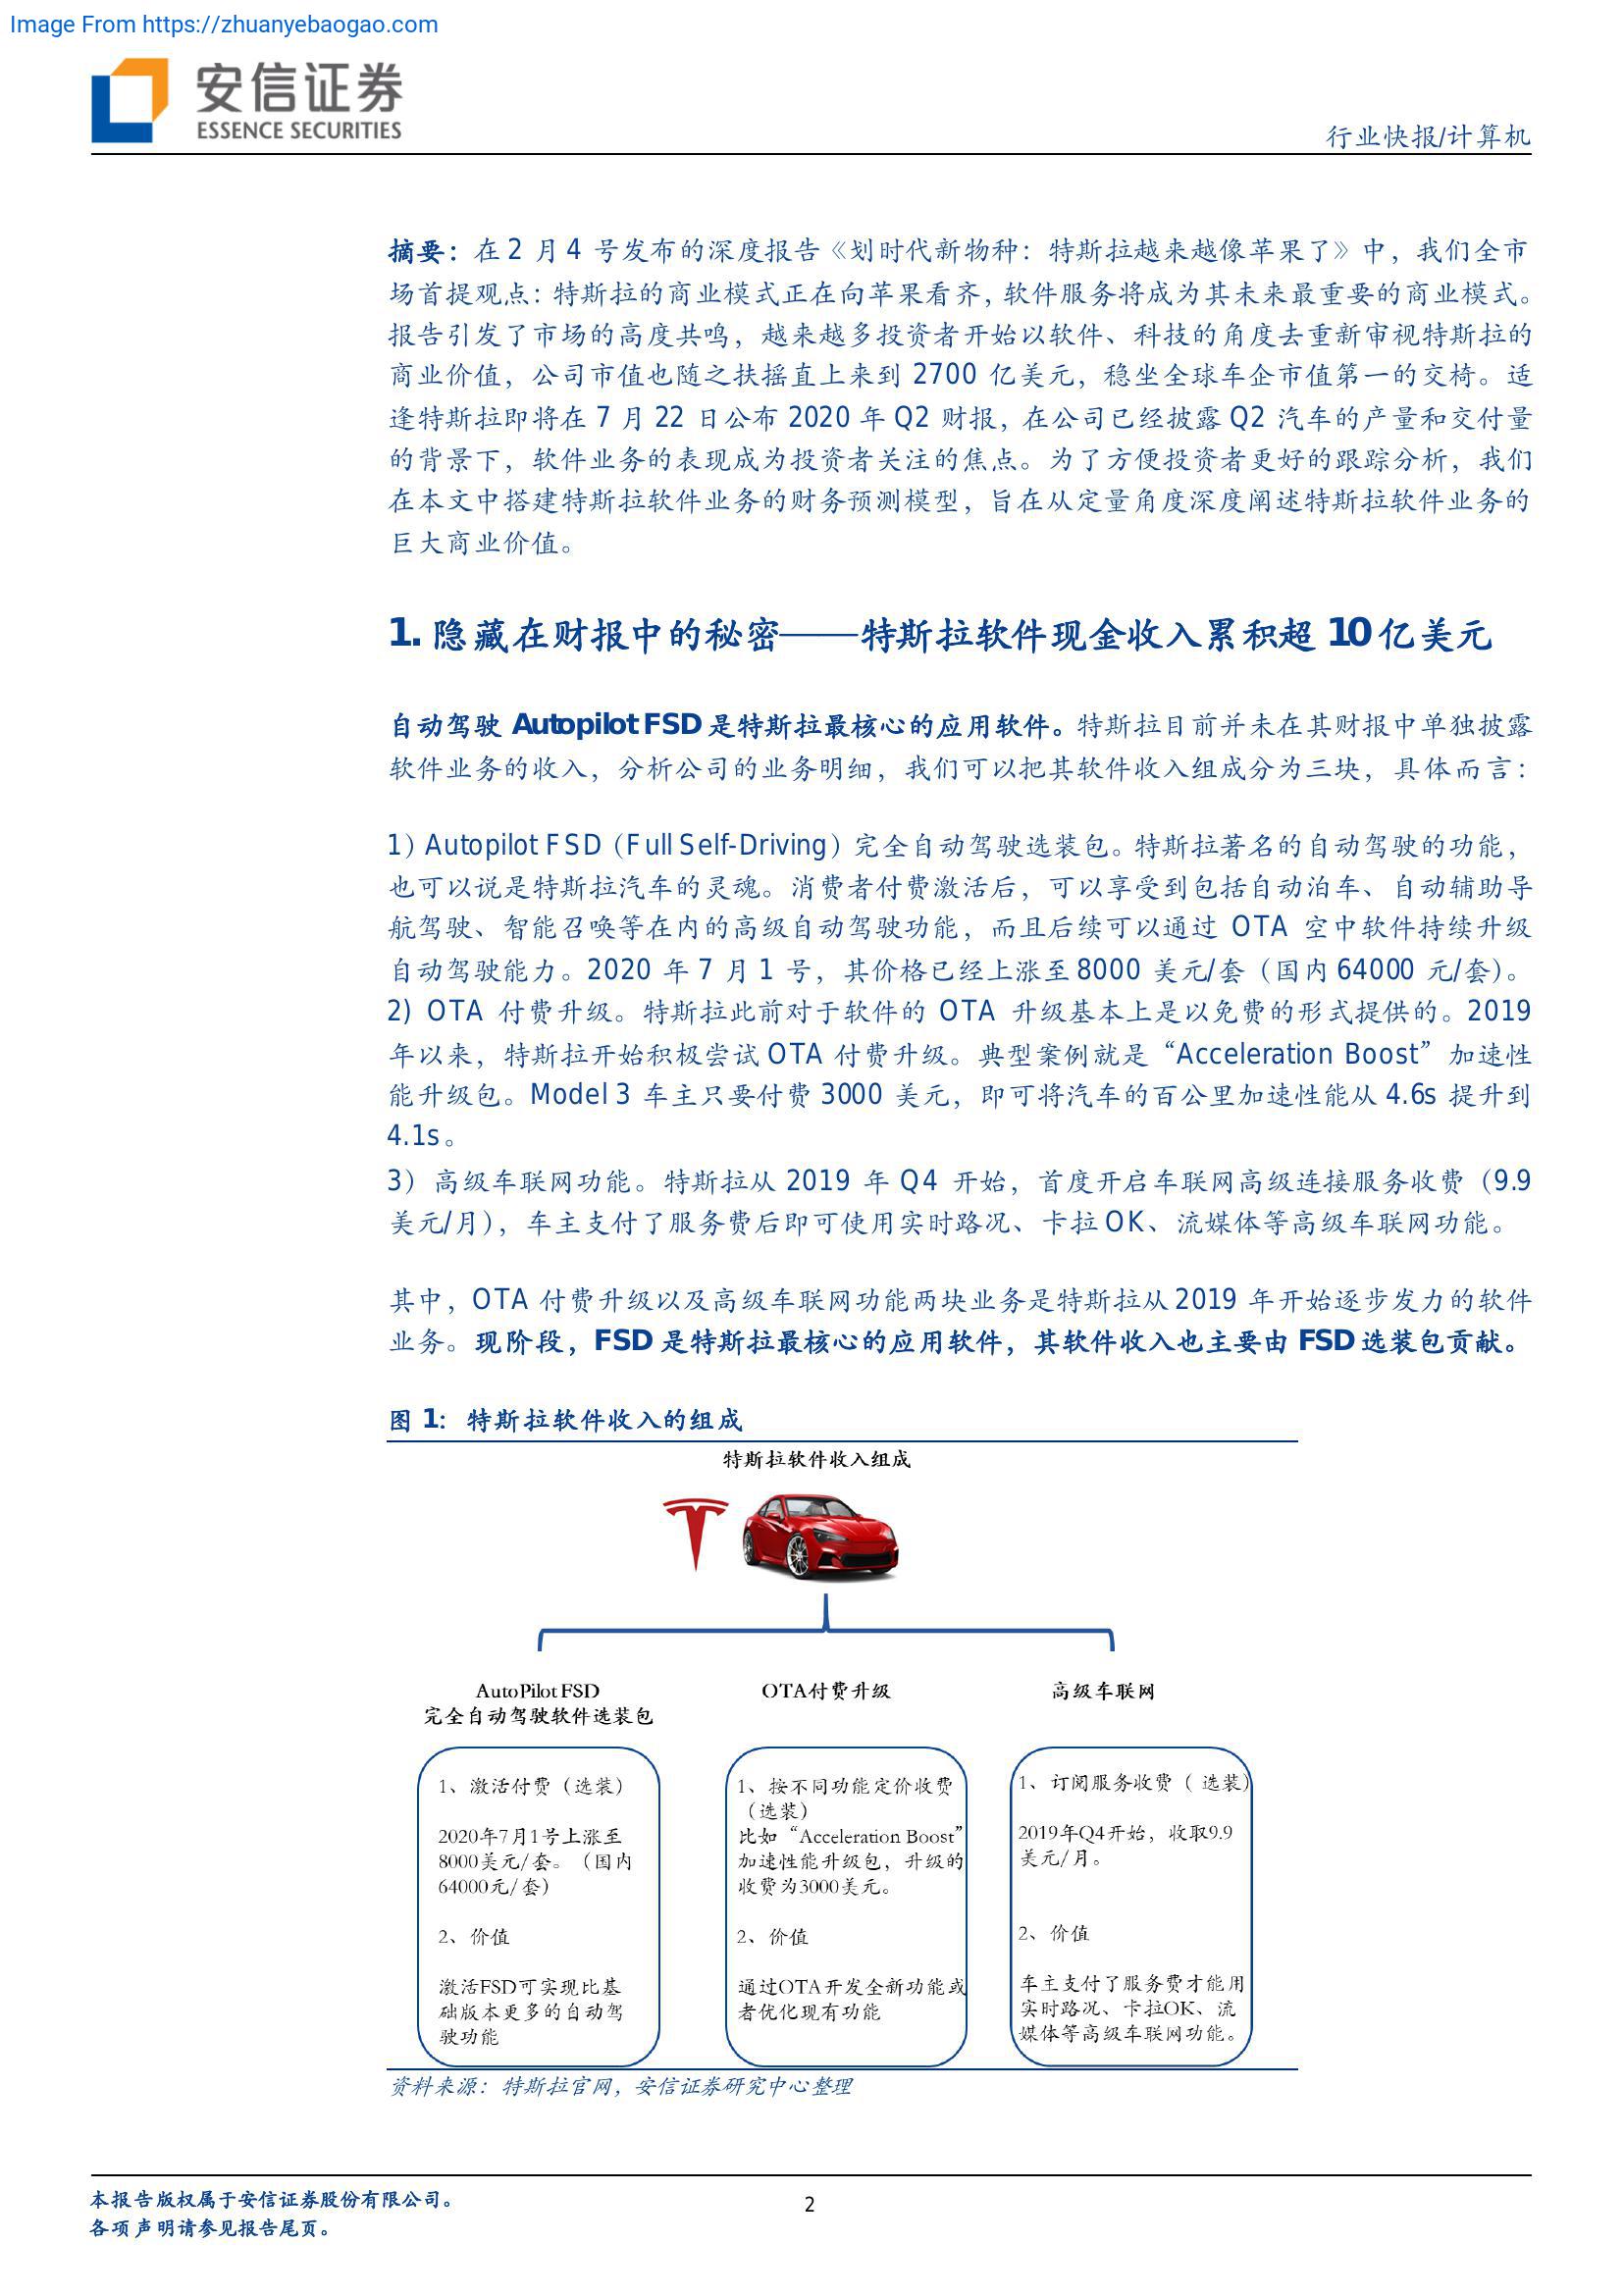 Image From https://zhuanyebaogao.com
安信证券
ESSENCE SECURITIES
行业快报/计算机
摘要：在 2 月 4 号发布的深度报告《划时代新物种：特斯拉越来越像苹果了》中，我们全市
场首提观点：特斯拉的商业模式正在向苹果看齐，软件服务将成为其未来最重要的商业模式。
报告引发了市场的高度共鸣，越来越多投资者开始以软件、科技的角度去重新审视特斯拉的
商业价值，公司市值也随之扶摇直上来到 2700 亿美元，稳坐全球车企市值第一的交椅。适
逢特斯拉即将在 7 月 22 日公布 2020 年 Q2 财报，在公司已经披露 Q2 汽车的产量和交付量
的背景下，软件业务的表现成为投资者关注的焦点。为了方便投资者更好的跟踪分析，我们
在本文中搭建特斯拉软件业务的财务预测模型，旨在从定量角度深度阐述特斯拉软件业务的
巨大商业价值。
1. 隐藏在财报中的秘密——特斯拉软件现金收入累积超 10 亿美元
自动驾驶 Autopilot FSD 是特斯拉最核心的应用软件。特斯拉目前并未在其财报中单独披露
软件业务的收入，分析公司的业务明细，我们可以把其软件收入组成分为三块，具体而言：
1）Autopilot FSD（Full Self-Driving）完全自动驾驶选装包。特斯拉著名的自动驾驶的功能，
也可以说是特斯拉汽车的灵魂。消费者付费激活后，可以享受到包括自动泊车、自动辅助导
航驾驶、智能召唤等在内的高级自动驾驶功能，而且后续可以通过 OTA 空中软件持续升级
自动驾驶能力。2020 年 7 月 1 号，其价格已经上涨至 8000 美元/套（国内 64000 元/套）。
2) OTA 付费升级。特斯拉此前对于软件的 OTA 升级基本上是以免费的形式提供的。2019
年以来，特斯拉开始积极尝试 OTA 付费升级。典型案例就是“Acceleration Boost”加速性
能升级包。Model 3 车主只要付费 3000 美元，即可将汽车的百公里加速性能从 4.6s 提升到
4.1s。
3）高级车联网功能。特斯拉从 2019 年 Q4 开始，首度开启车联网高级连接服务收费（9.9
美元/月），车主支付了服务费后即可使用实时路况、卡拉 OK、流媒体等高级车联网功能。
其中，OTA 付费升级以及高级车联网功能两块业务是特斯拉从 2019 年开始逐步发力的软件
业务。现阶段，FSD 是特斯拉最核心的应用软件，其软件收入也主要由 FSD 选装包贡献。
图 1：特斯拉软件收入的组成
特斯拉软件收入组成
AutoPilot FSD
完全自动驾驶软件选装包
1、激活付费（选装）
2020年7月1号上涨至
8000美元/套。（国内
64000元/套）
2、价值
激活FSD可实现比基
础版本更多的自动驾
驶功能
OTA付费升级
1、按不同功能定价收费
（选装）
比如“Acceleration Boost”
加速性能升级包，升级的
收费为3000美元。
2、价值
通过OTA开发全新功能或
者优化现有功能
高级车联网
1、订阅服务收费（ 选装）
2019年Q4开始，收取9.9
美元/月。
2、价值
车主支付了服务费才能用
实时路况、卡拉OK、流
媒体等高级车联网功能。
资料来源：特斯拉官网，安信证券研究中心整理
本报告版权属于安信证券股份有限公司。
各项声明请参见报告尾页。
2